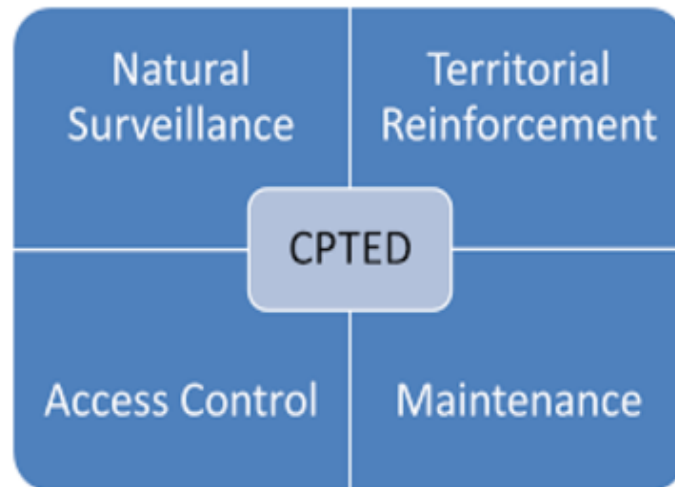 Natural
Surveillance
Territorial
Reinforcement
CPTED
Access Control
Maintenance